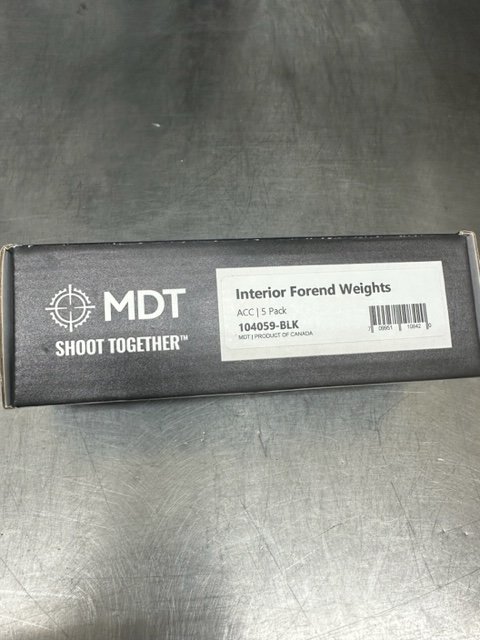 MDT
SHOOT TOGETHER™
Interior Forend Weights
ACC | 5 Pack
104059-BLK
MDT | PRODUCT OF CANADA